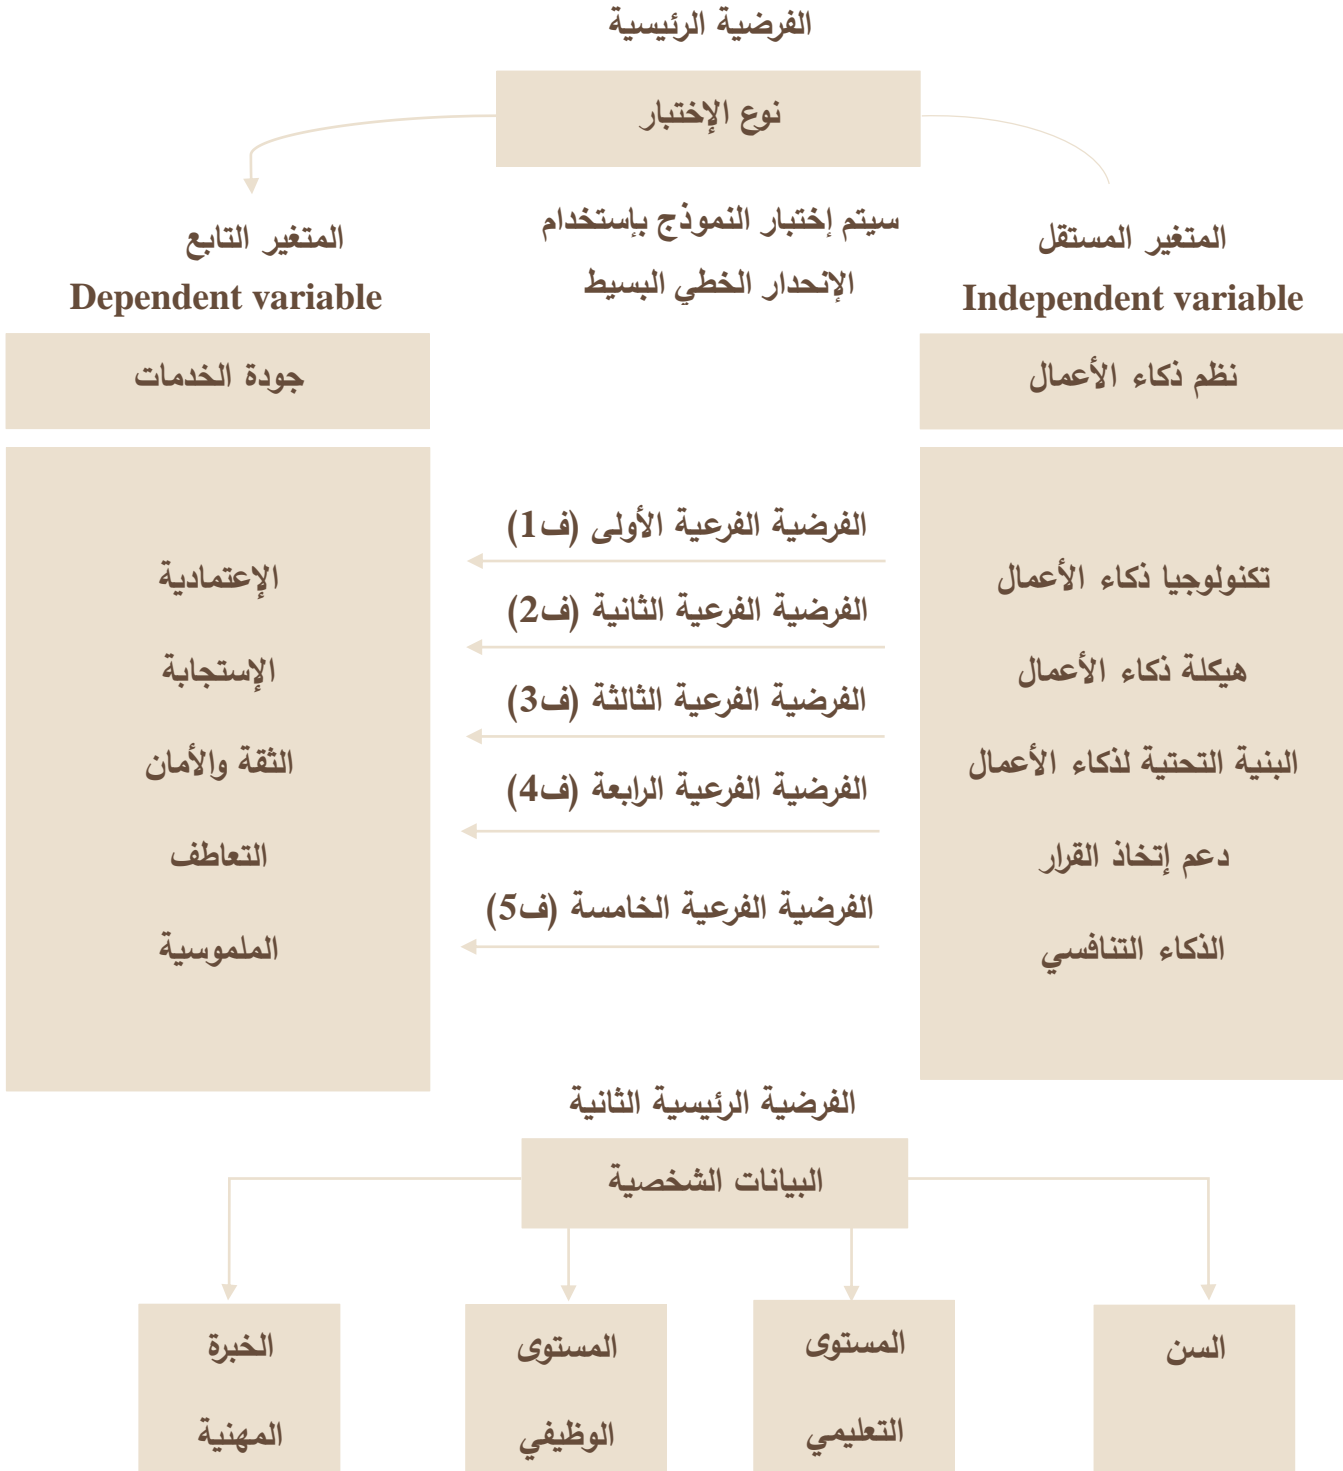 الفرضية الرئيسية
نوع الإختبار
المتغير المستقل
Independent variable
سيتم إختبار النموذج بإستخدام
الإنحدار الخطي البسيط
المتغير التابع
Dependent variable
نظم ذكاء الأعمال
جودة الخدمات
تكنولوجيا ذكاء الأعمال
هيكلة ذكاء الأعمال
البنية التحتية لذكاء الأعمال
دعم إتخاذ القرار
الذكاء التنافسي
الفرضية الفرعية الأولى (ف1)
الفرضية الفرعية الثانية (ف2)
الفرضية الفرعية الثالثة (ف3)
الفرضية الفرعية الرابعة (ف4)
الفرضية الفرعية الخامسة (ف5)
الإعتمادية
الإستجابة
الثقة والأمان
التعاطف
الملموسية
الفرضية الرئيسية الثانية
البيانات الشخصية
السن
المستوى
التعليمي
المستوى
الوظيفي
الخبرة
المهنية